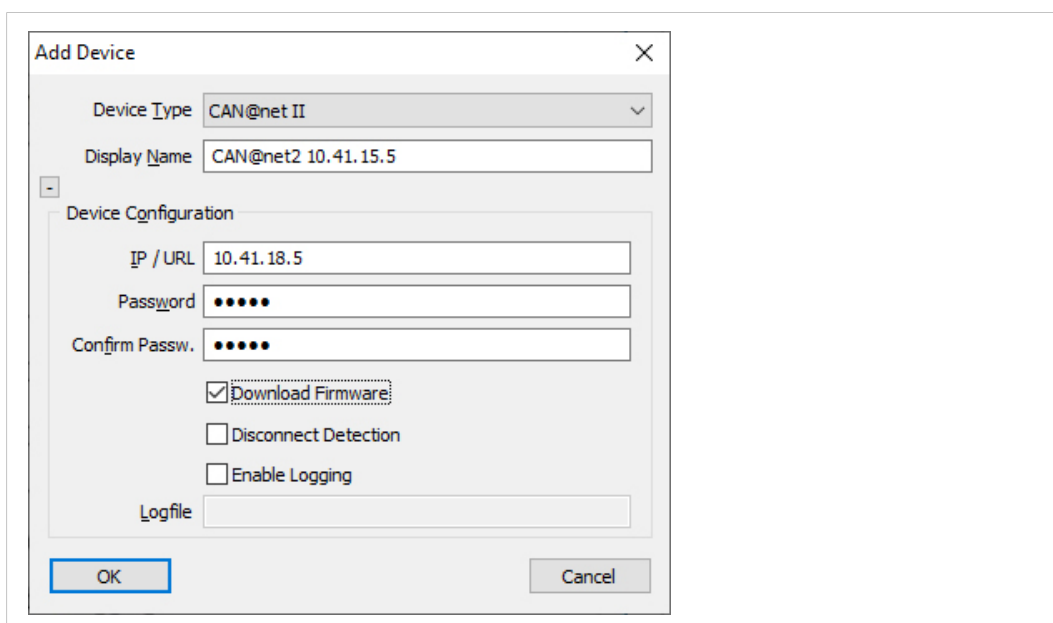 Add Device
Device Type CAN@net II
Display Name CAN@net2 10.41.15.5
-
Device Configuration
IP / URL 10.41.18.5
Password •••••
Confirm Passw. •••••
Download Firmware
Disconnect Detection
Enable Logging
Logfile
OK Cancel